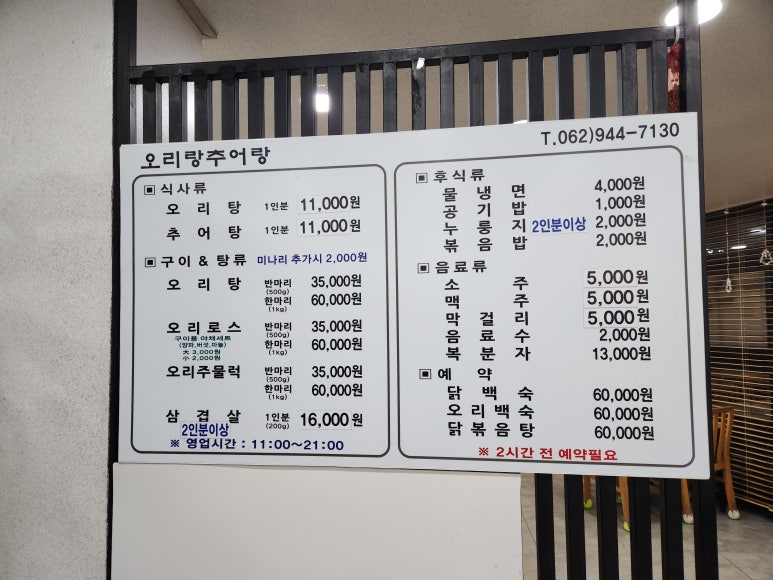 오리랑추어랑
T.062)944-7130
▣ 식사류
오리탕 1인분 11,000원
추어탕 1인분 11,000원
▣ 구이 & 탕류 미나리 추가시 2,000원
오리탕 반마리 (500g) 35,000원
한마리 (1kg) 60,000원
오리로스 반마리 (500g) 35,000원
구이용 야채세트
(양파,버섯,마늘)
大 3,000원
小 2,000원
한마리 (1kg) 60,000원
오리주물럭 반마리 (500g) 35,000원
한마리 (1kg) 60,000원
삼겹살 1인분 (200g) 16,000원
2인분이상
※ 영업시간 : 11:00~21:00
▣ 후식류
물냉면 4,000원
공기밥 1,000원
누룽지 2인분이상 2,000원
볶음밥 2,000원
▣ 음료류
소주 5,000원
맥주 5,000원
막걸리 5,000원
음료수 2,000원
복분자 13,000원
▣ 예약
닭백숙 60,000원
오리백숙 60,000원
닭볶음탕 60,000원
※ 2시간 전 예약필요